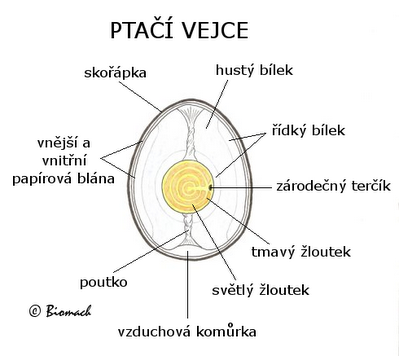 PTAČÍ VEJCE
skořápka
hustý bílek
vnější a
vnitřní
papírová blána
řídký bílek
zárodečný terčík
tmavý žloutek
poutko
světlý žloutek
© Biomach
vzduchová komůrka